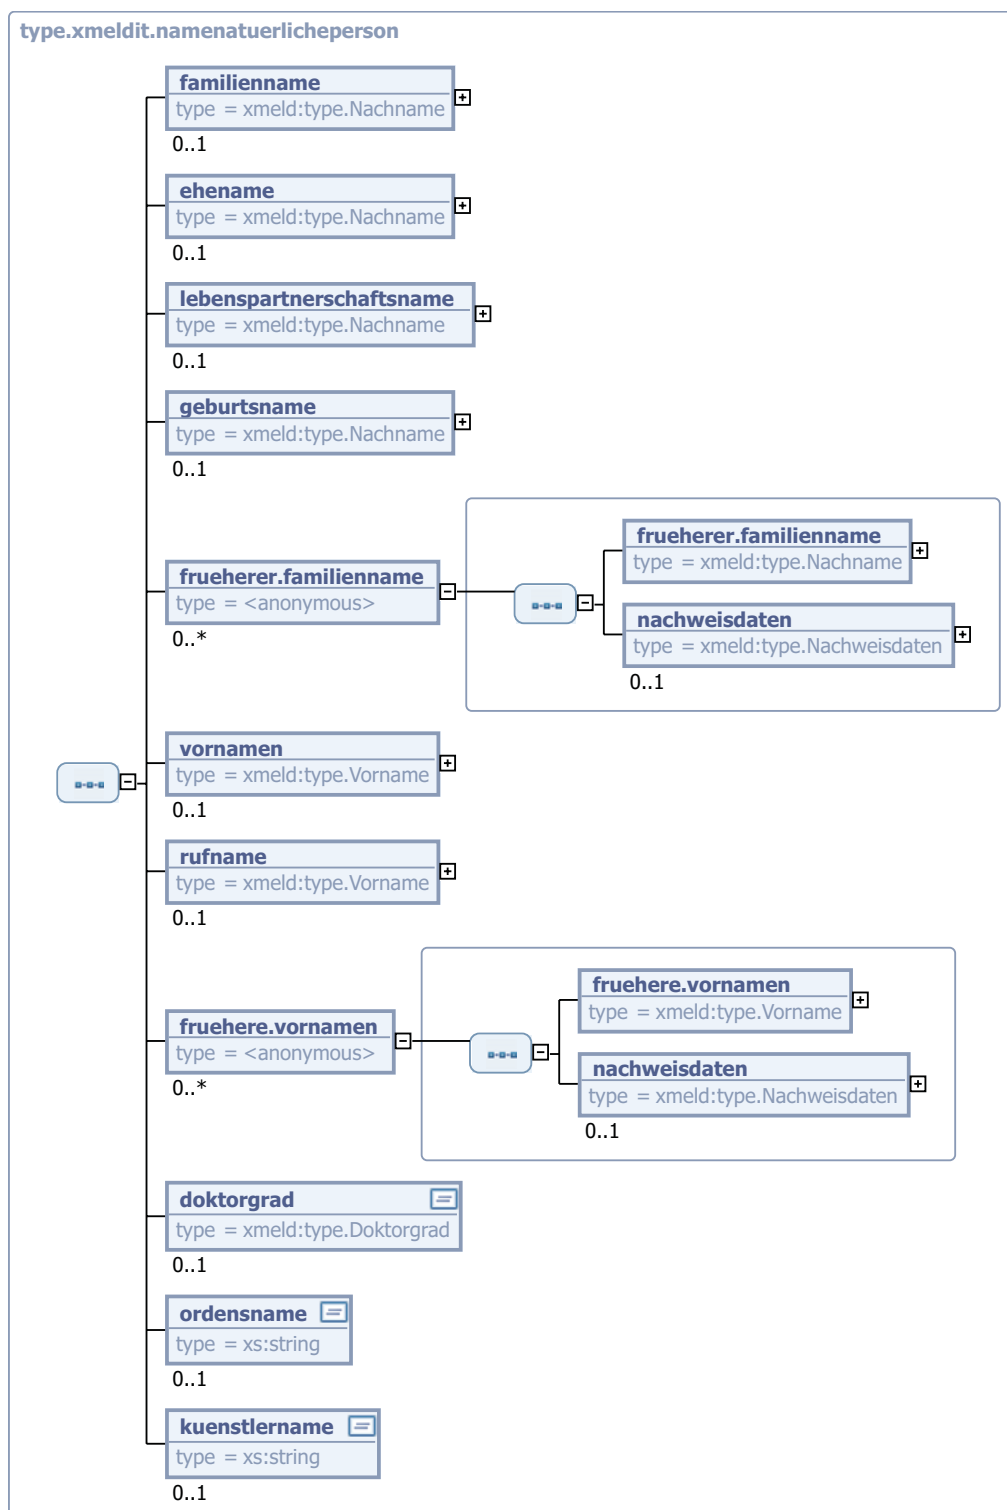 type.xmeldit.namenatuerlicheperson
familienname
type = xmeld:type.Nachname
0..1
ehename
type = xmeld:type.Nachname
0..1
lebenspartnerschaftsname
type = xmeld:type.Nachname
0..1
geburtsname
type = xmeld:type.Nachname
0..1
frueherer.familienname
type = <anonymous>
0..*
frueherer.familienname
type = xmeld:type.Nachname
nachweisdaten
type = xmeld:type.Nachweisdaten
0..1
vornamen
type = xmeld:type.Vorname
0..1
rufname
type = xmeld:type.Vorname
0..1
fruehere.vornamen
type = <anonymous>
0..*
fruehere.vornamen
type = xmeld:type.Vorname
nachweisdaten
type = xmeld:type.Nachweisdaten
0..1
doktorgrad
type = xmeld:type.Doktorgrad
0..1
ordensname
type = xs:string
0..1
kuenstlername
type = xs:string
0..1